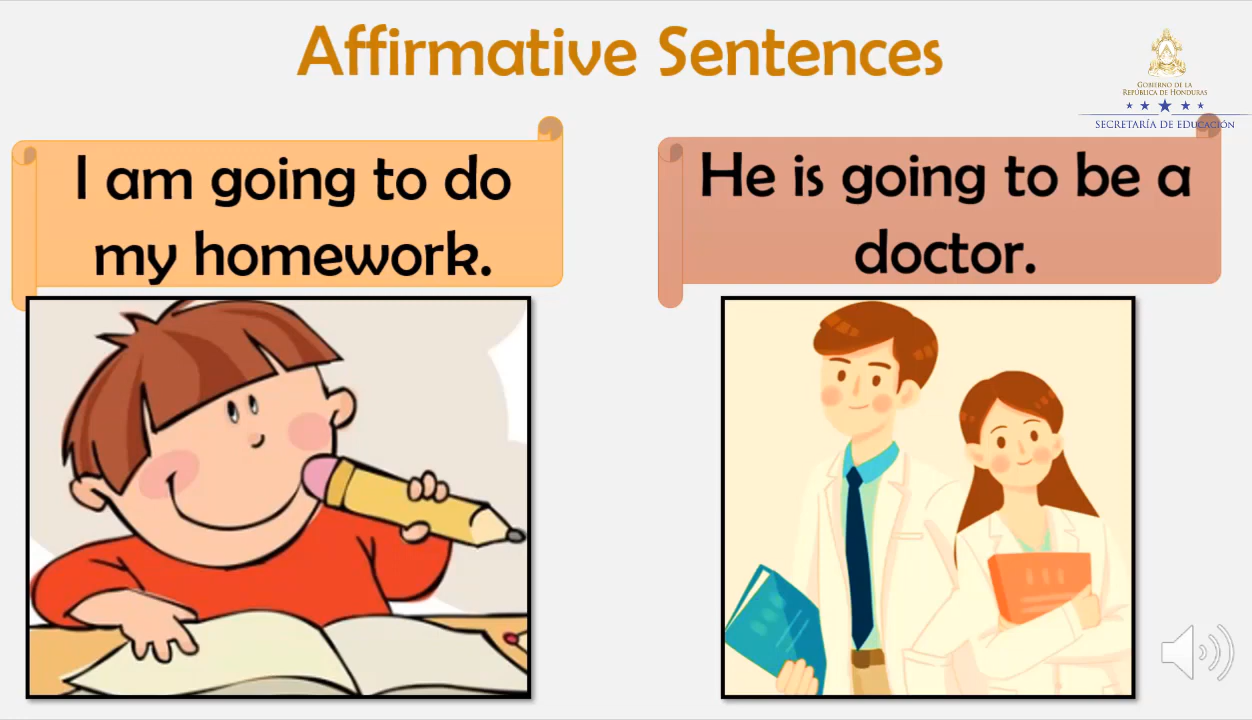 Affirmative Sentences
GOBIERNO DE LA
REPÚBLICA DE HONDURAS
SECRETARÍA DE EDUCACIÓN
I am going to do
my homework.
He is going to be a
doctor.